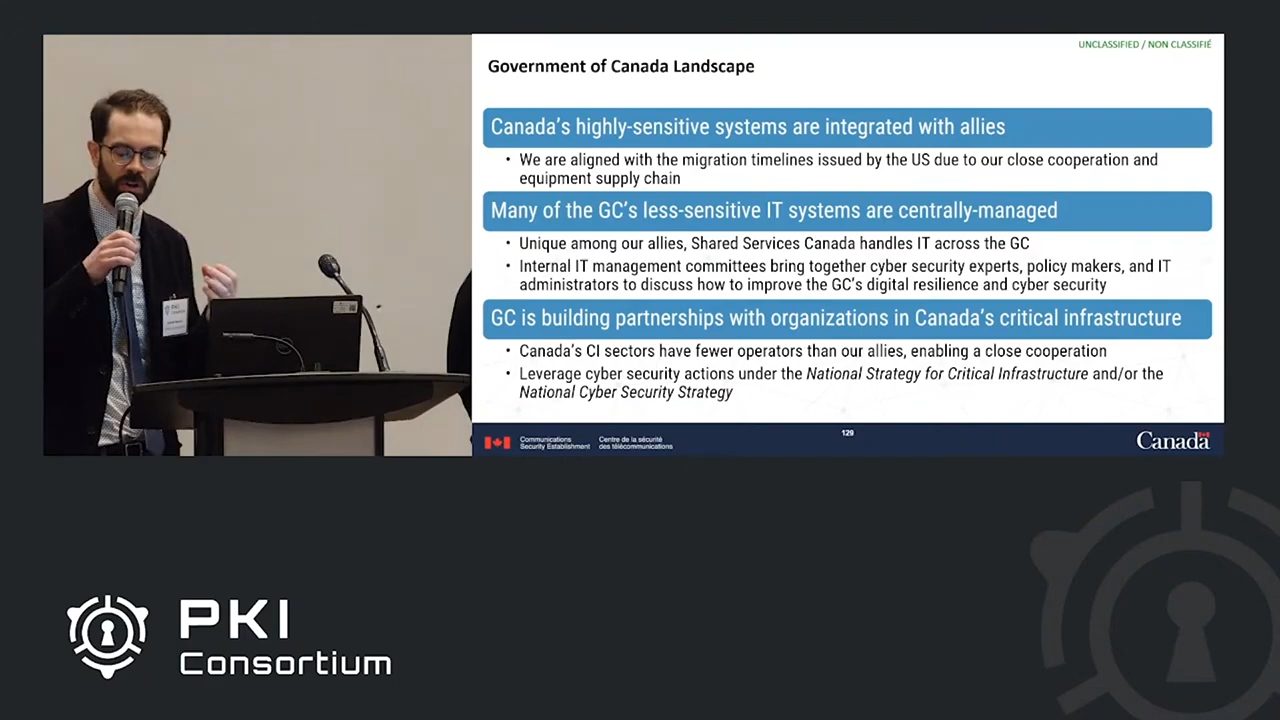 UNCLASSIFIED / NON CLASSIFIÉ
Government of Canada Landscape
Canada's highly-sensitive systems are integrated with allies
• We are aligned with the migration timelines issued by the US due to our close cooperation and
equipment supply chain
Many of the GC's less-sensitive IT systems are centrally-managed
• Unique among our allies, Shared Services Canada handles IT across the GC
• Internal IT management committees bring together cyber security experts, policy makers, and IT
administrators to discuss how to improve the GC's digital resilience and cyber security
GC is building partnerships with organizations in Canada's critical infrastructure
• Canada's CI sectors have fewer operators than our allies, enabling a close cooperation
• Leverage cyber security actions under the National Strategy for Critical Infrastructure and/or the
National Cyber Security Strategy
Communications
Security Establishment
Centre de la sécurité
des télécommunications
129
Canada
PKI
Consortium